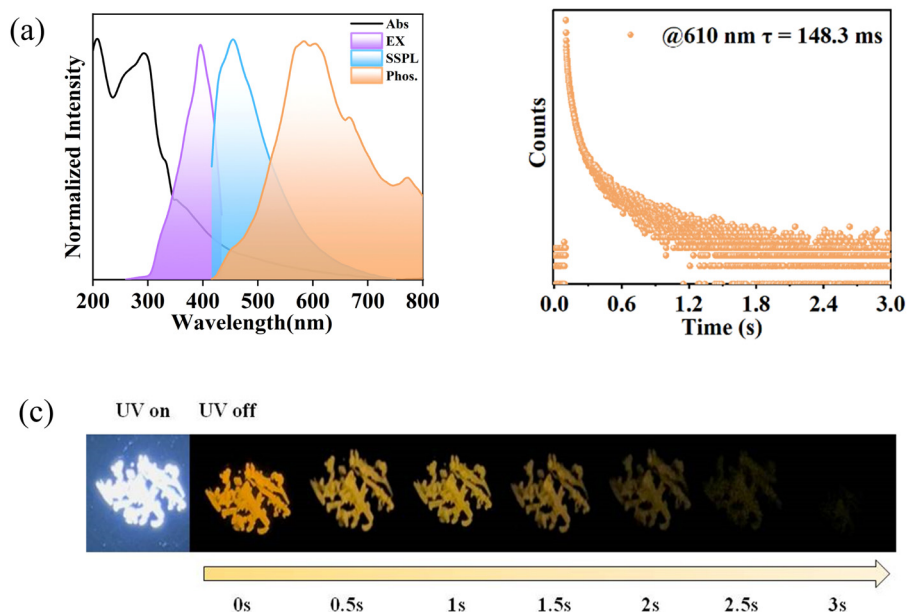 (a)
Abs
EX
SSPL
Phos.
Normalized Intensity
200 300 400 500 600 700 800
Wavelength(nm)
@610 nm τ = 148.3 ms
Counts
0.0 0.6 1.2 1.8 2.4 3.0
Time (s)
(c)
UV on UV off
0s 0.5s 1s 1.5s 2s 2.5s 3s